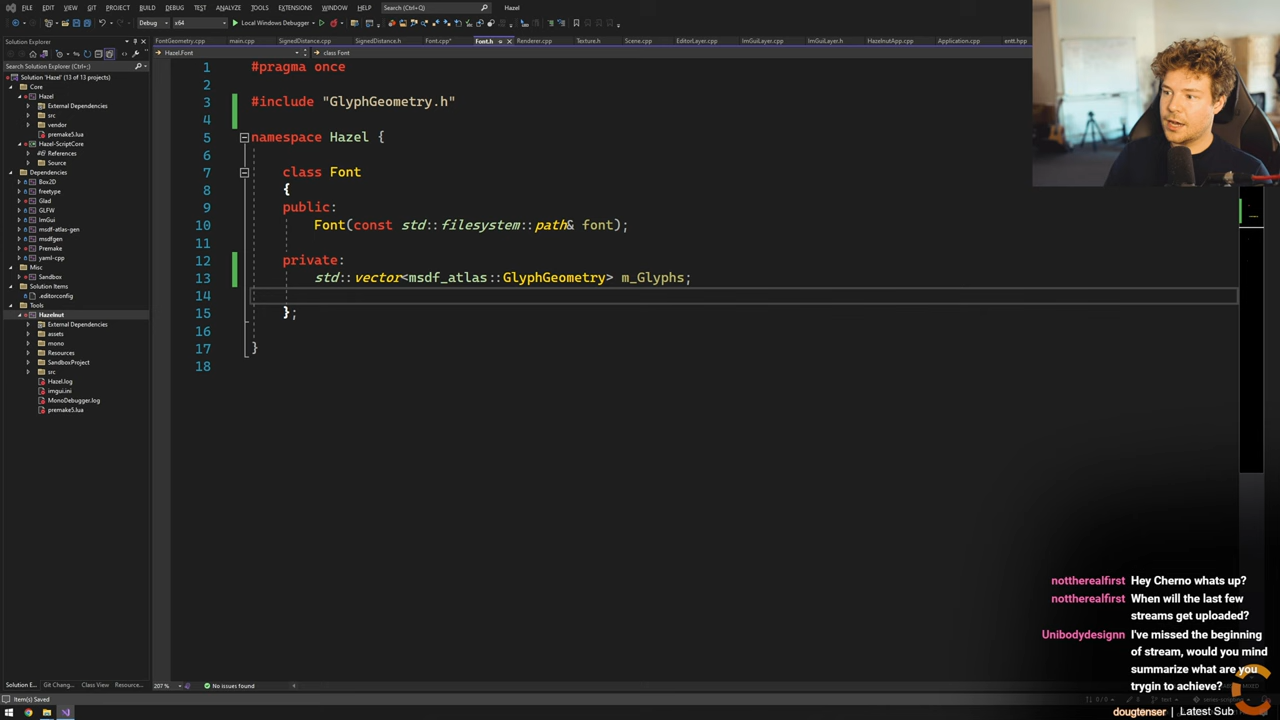 FILE EDIT VIEW GIT PROJECT BUILD DEBUG TEST ANALYZE TOOLS EXTENSIONS WINDOW HELP Search (Ctrl+Q) Hazel
Debug x64 Local Windows Debugger
Solution Explorer
Search Solution Explorer (Ctrl+;)
Solution 'Hazel' (13 of 13 projects)
Core
Hazel
External Dependencies
src
vendor
premake5.lua
Hazel-ScriptCore
References
Source
Dependencies
Box2D
freetype
Glad
GLFW
ImGui
msdf-atlas-gen
msdfgen
Premake
yaml-cpp
Misc
Sandbox
Solution Items
.editorconfig
Tools
Hazelnut
External Dependencies
assets
mono
Resources
SandboxProject
src
Hazel.log
imgui.ini
MonoDebugger.log
premake5.lua
Solution E... Git Chang... Class View Resource...
Item(s) Saved
FontGeometry.cpp main.cpp SignedDistance.cpp SignedDistance.h Font.cpp* Font.h Renderer.cpp Texture.h Scene.cpp EditorLayer.cpp ImGuiLayer.cpp ImGuiLayer.h HazelnutApp.cpp Application.cpp entt.hpp
Hazel.Font class Font
1 #pragma once
2
3 #include "GlyphGeometry.h"
4
5 namespace Hazel {
6
7 class Font
8 {
9 public:
10 Font(const std::filesystem::path& font);
11
12 private:
13 std::vector<msdf_atlas::GlyphGeometry> m_Glyphs;
14
15 };
16
17 }
18
207 % No issues found
nottherealfirst Hey Cherno whats up?
nottherealfirst When will the last few
streams get uploaded?
Unibodydesignn I've missed the beginning
of stream, would you mind
summarize what are you
trygin to achieve?
dougtenser | Latest Sub